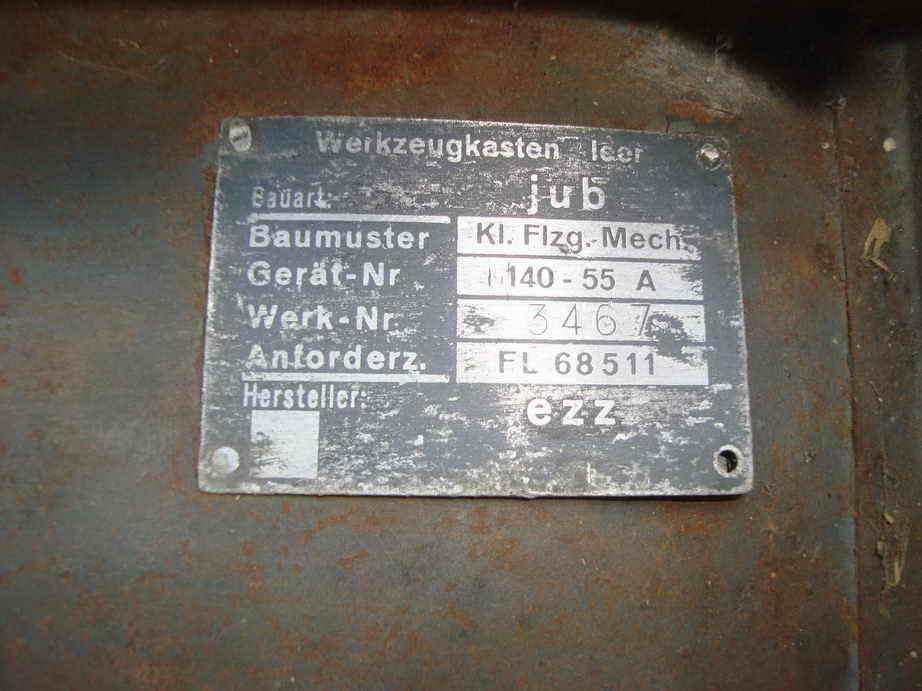 Werkzeugkasten leer
Bauart: jub
Baumuster Kl. Flzg.-Mech.
Gerät-Nr 140-55 A
Werk-Nr. 3467
Anforderz. FL 68511
Hersteller: ezz